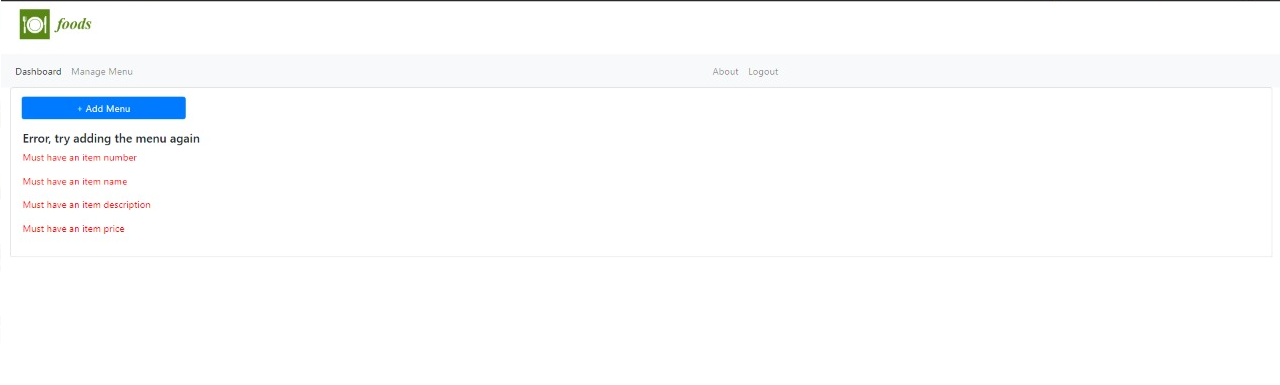 foods
Dashboard Manage Menu About Logout
+ Add Menu
Error, try adding the menu again
Must have an item number
Must have an item name
Must have an item description
Must have an item price